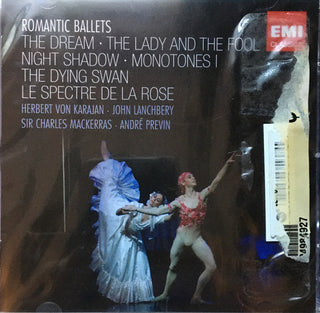 ROMANTIC BALLETS
THE DREAM · THE LADY AND THE FOOL
NIGHT SHADOW · MONOTONES I
THE DYING SWAN
LE SPECTRE DE LA ROSE
HERBERT VON KARAJAN · JOHN LANCHBERY
SIR CHARLES MACKERRAS · ANDRÉ PREVIN
EMI
CLASSICS